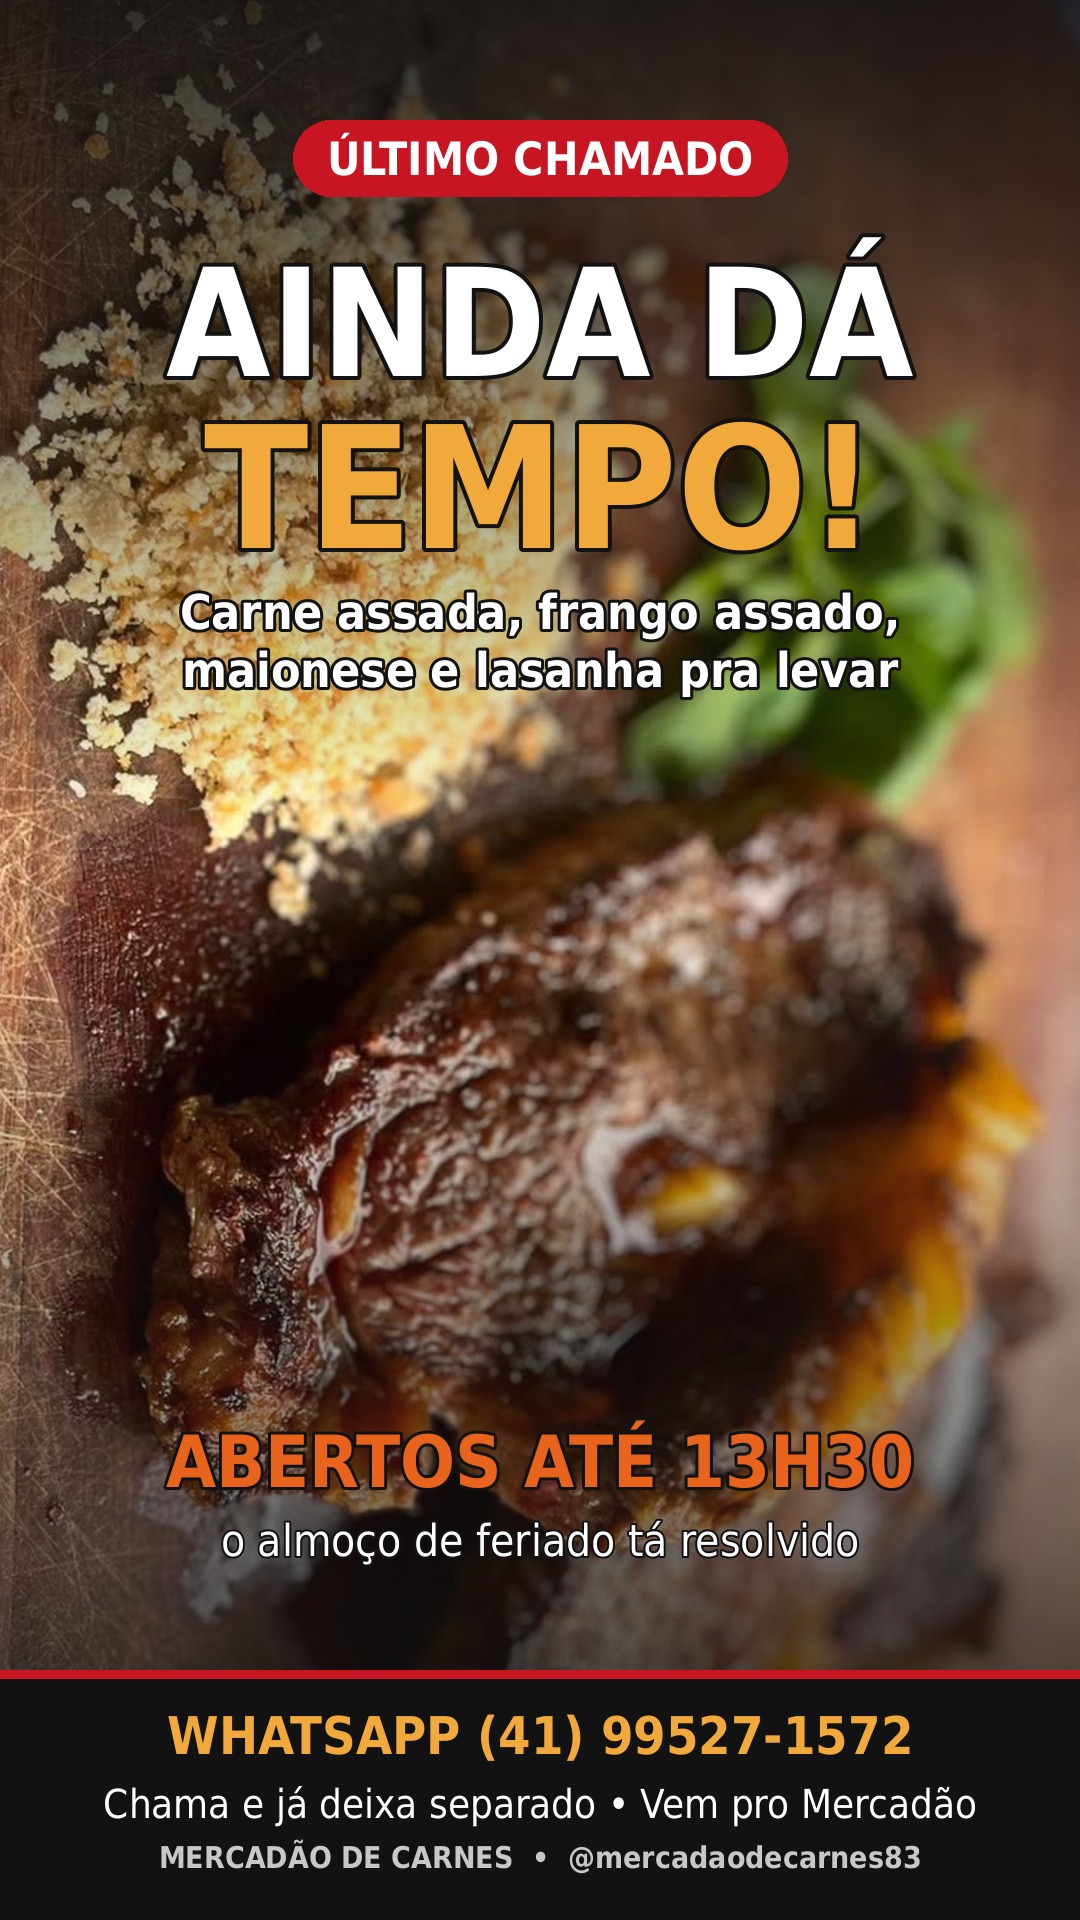 ÚLTIMO CHAMADO
AINDA DÁ
TEMPO!
Carne assada, frango assado,
maionese e lasanha pra levar
ABERTOS ATÉ 13H30
o almoço de feriado tá resolvido
WHATSAPP (41) 99527-1572
Chama e já deixa separado • Vem pro Mercadão
MERCADÃO DE CARNES • @mercadaodecarnes83